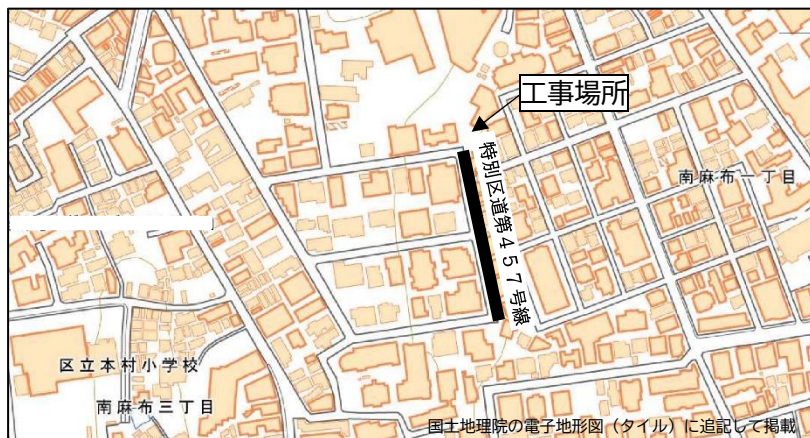 工事場所
特別区道第457号線
南麻布一丁目
区立本村小学校
南麻布三丁目
国土地理院の電子地形図（タイル）に追記して掲載